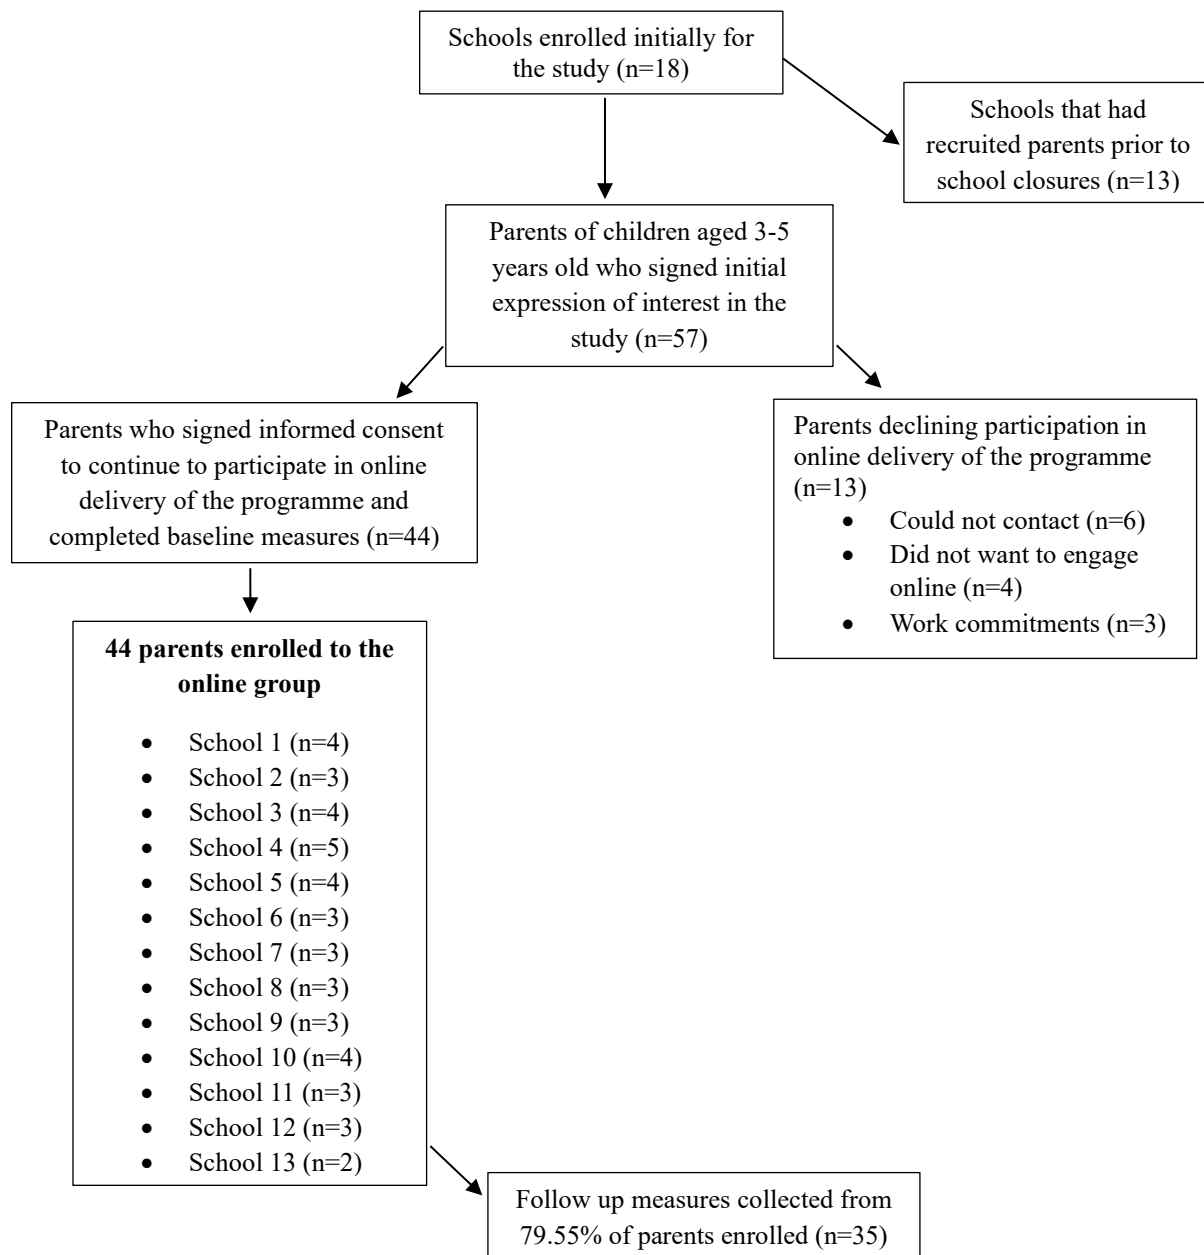 Schools enrolled initially for
the study (n=18)
Schools that had
recruited parents prior to
school closures (n=13)
Parents of children aged 3-5
years old who signed initial
expression of interest in the
study (n=57)
Parents who signed informed consent
to continue to participate in online
delivery of the programme and
completed baseline measures (n=44)
Parents declining participation in
online delivery of the programme
(n=13)
• Could not contact (n=6)
• Did not want to engage
online (n=4)
• Work commitments (n=3)
44 parents enrolled to the
online group
• School 1 (n=4)
• School 2 (n=3)
• School 3 (n=4)
• School 4 (n=5)
• School 5 (n=4)
• School 6 (n=3)
• School 7 (n=3)
• School 8 (n=3)
• School 9 (n=3)
• School 10 (n=4)
• School 11 (n=3)
• School 12 (n=3)
• School 13 (n=2)
Follow up measures collected from
79.55% of parents enrolled (n=35)